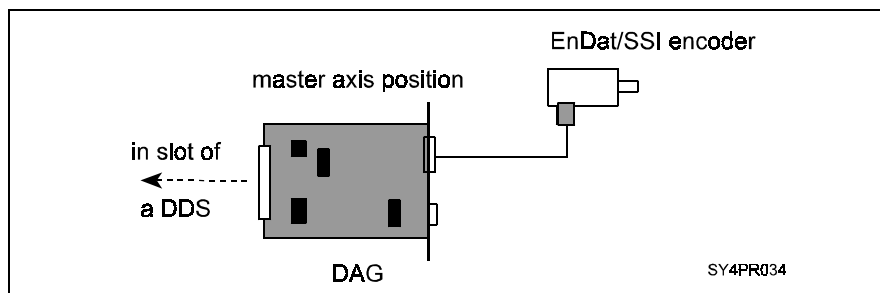 EnDat/SSI encoder
master axis position
in slot of
a DDS
DAG
SY4PR034